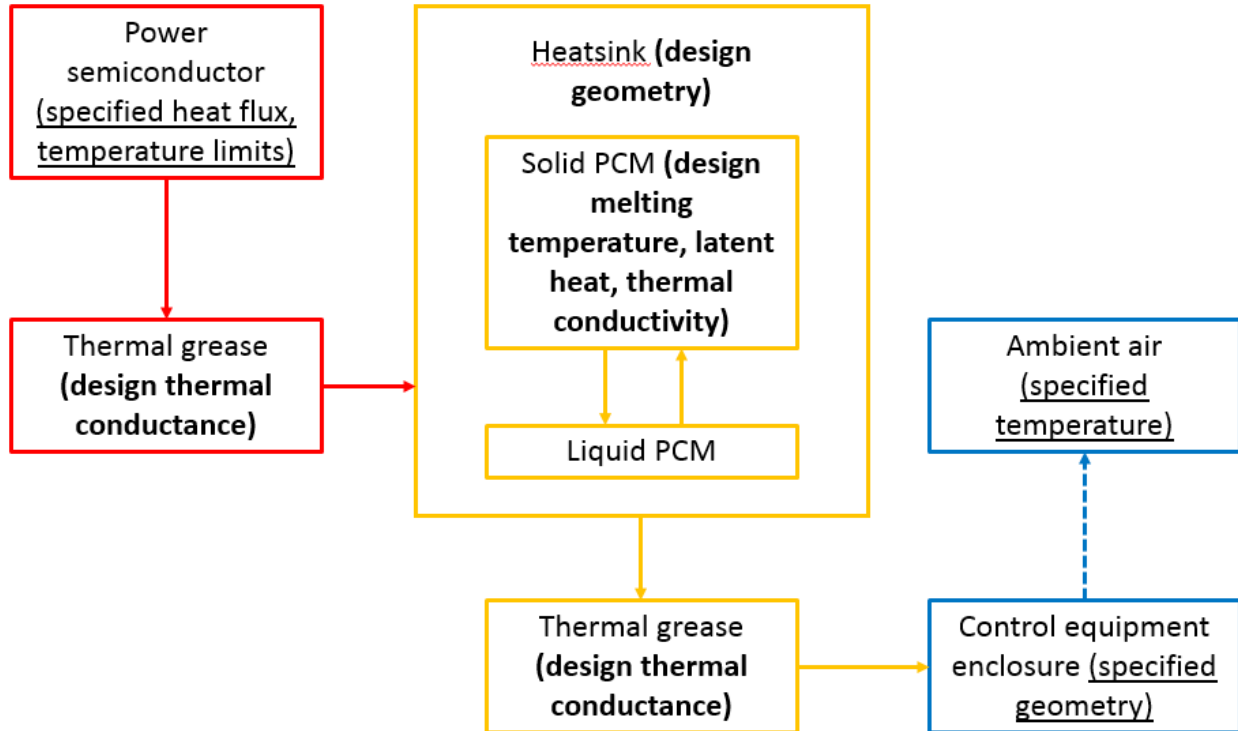 Power
semiconductor
(specified heat flux,
temperature limits)
Heatsink (design
geometry)
Solid PCM (design
melting
temperature, latent
heat, thermal
conductivity)
Liquid PCM
Thermal grease
(design thermal
conductance)
Ambient air
(specified
temperature)
Thermal grease
(design thermal
conductance)
Control equipment
enclosure (specified
geometry)